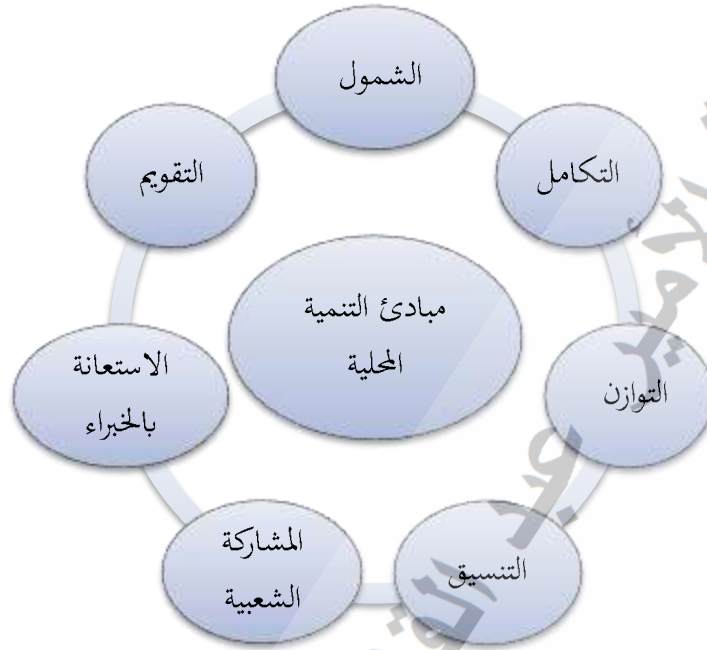 الشمول
التكامل
التوازن
التنسيق
المشاركة
الشعبية
الاستعانة
بالخبراء
التقويم
مبادئ التنمية
المحلية